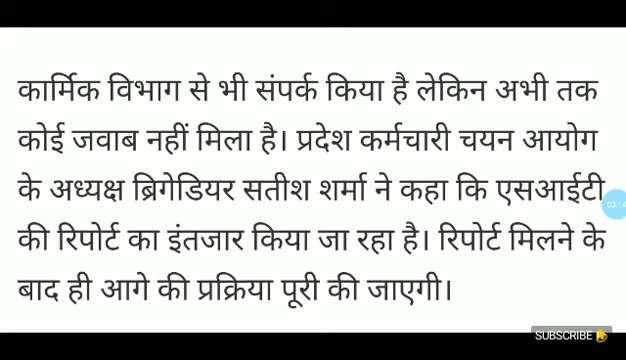 कार्मिक विभाग से भी संपर्क किया है लेकिन अभी तक
कोई जवाब नहीं मिला है। प्रदेश कर्मचारी चयन आयोग
के अध्यक्ष ब्रिगेडियर सतीश शर्मा ने कहा कि एसआईटी
की रिपोर्ट का इंतजार किया जा रहा है। रिपोर्ट मिलने के
बाद ही आगे की प्रक्रिया पूरी की जाएगी।
SUBSCRIBE